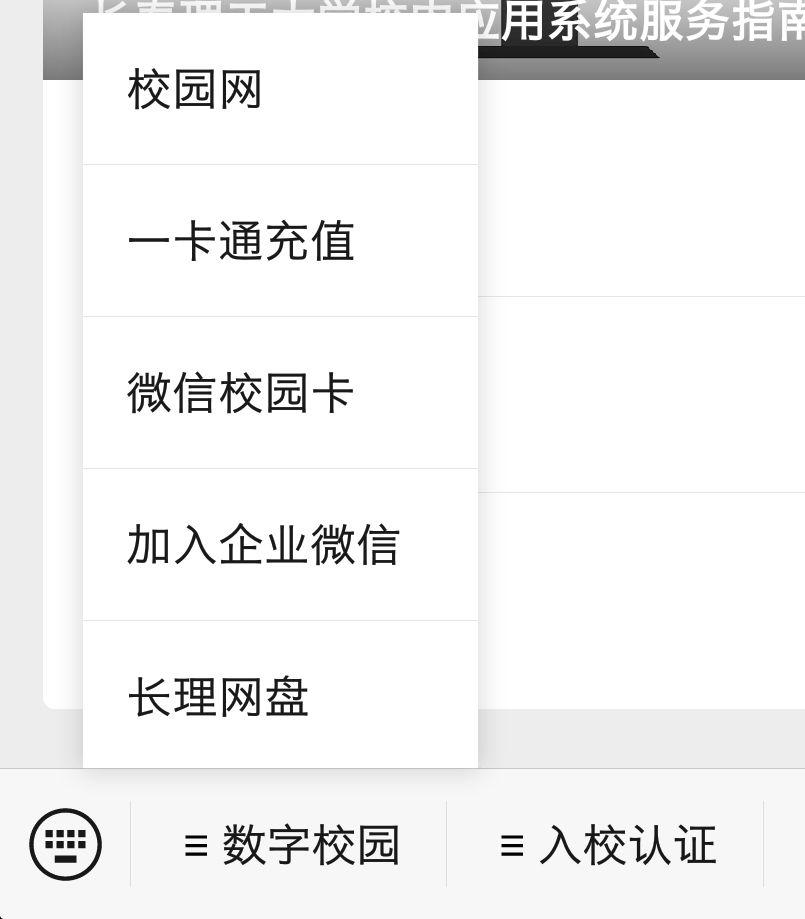 应用系统服务指南
校园网
一卡通充值
微信校园卡
加入企业微信
长理网盘
数字校园
入校认证